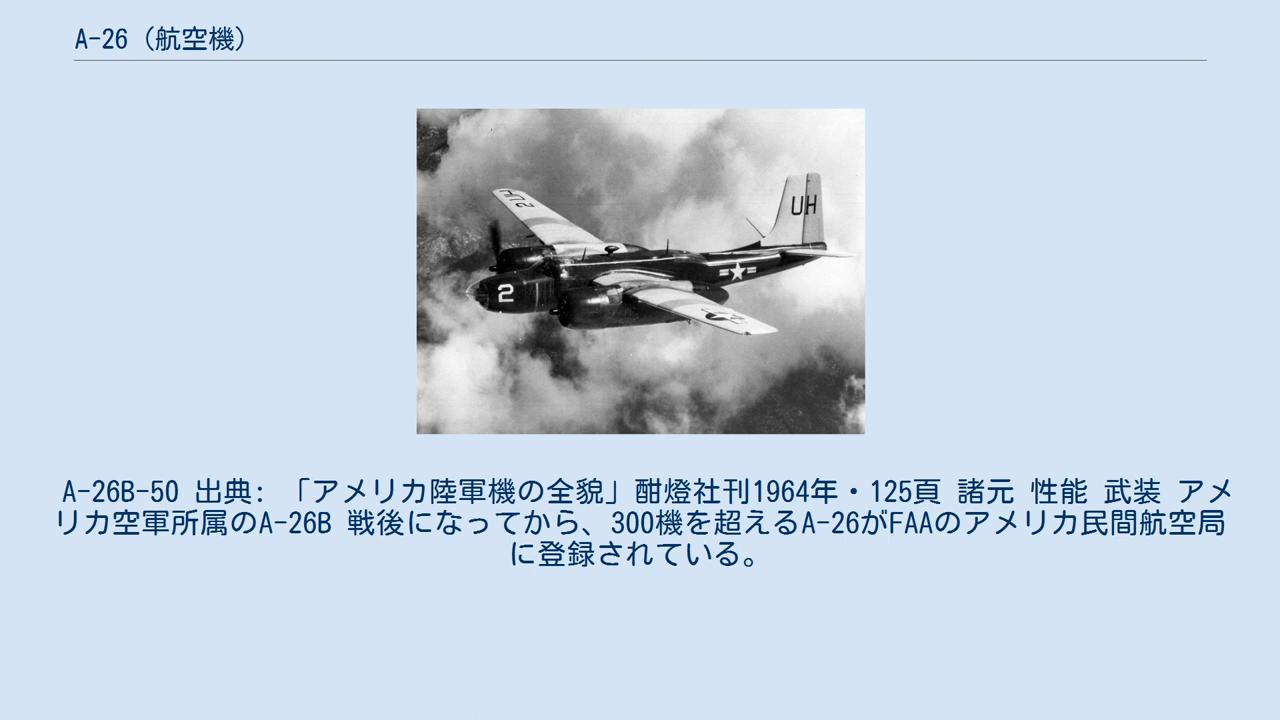 A-26（航空機）
UH
2UH
2
A-26B-50 出典: 「アメリカ陸軍機の全貌」酣燈社刊1964年・125頁 諸元 性能 武装 アメ
リカ空軍所属のA-26B 戦後になってから、300機を超えるA-26がFAAのアメリカ民間航空局
に登録されている。